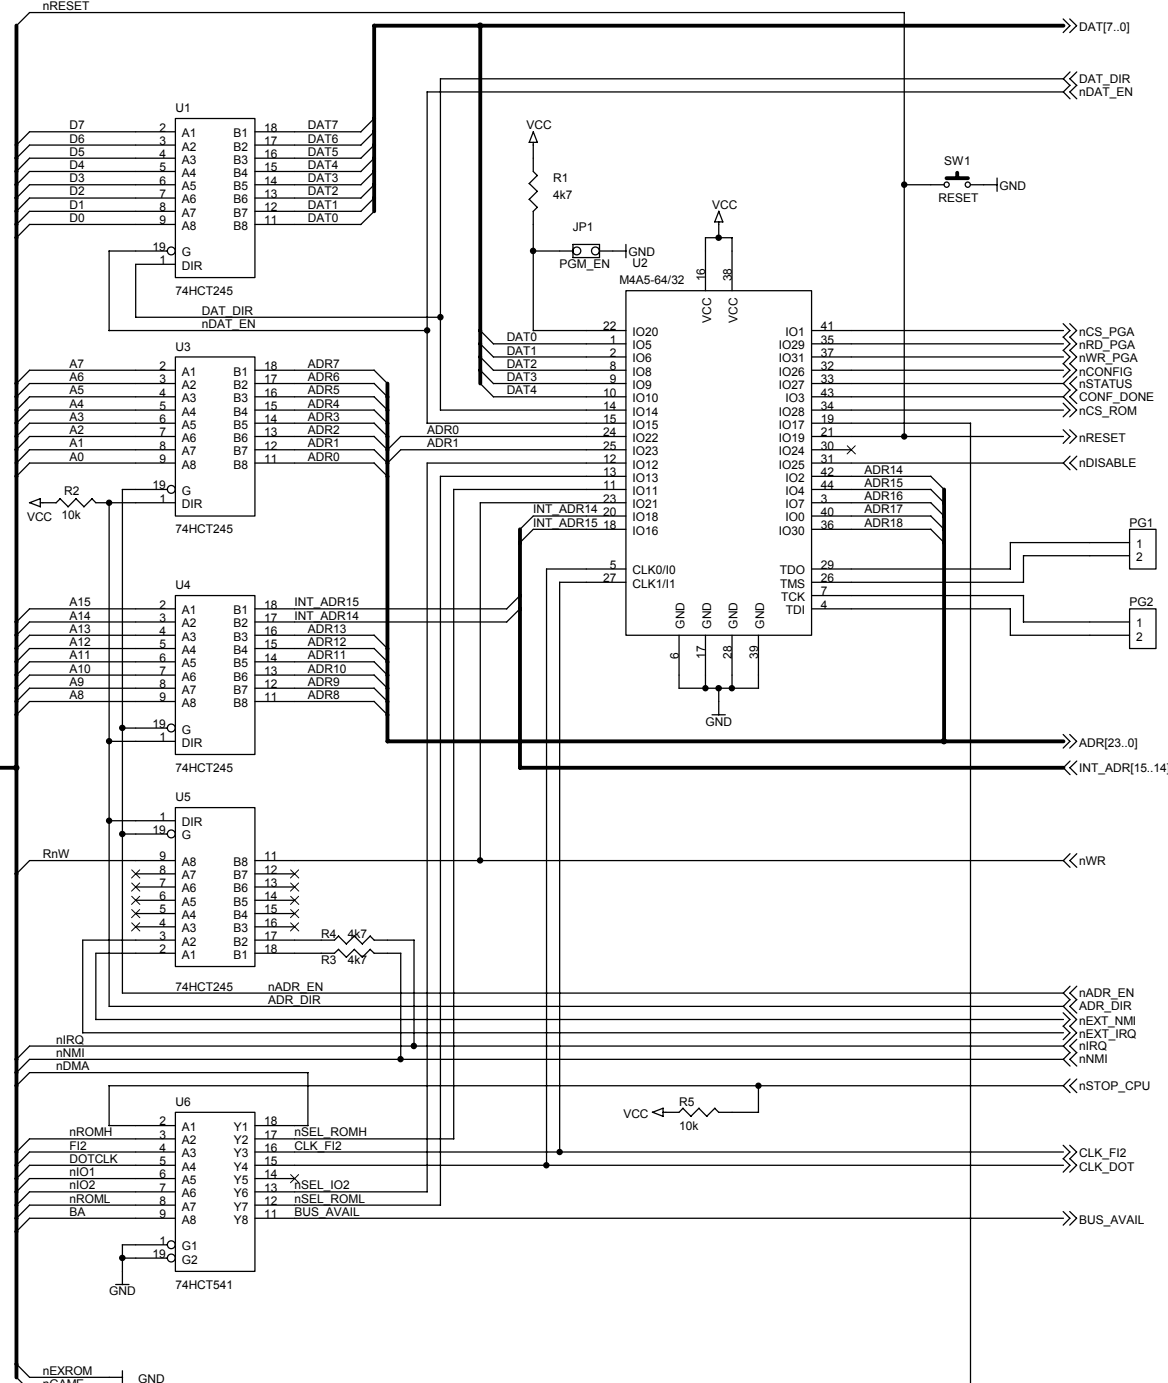 nRESET
DAT[7..0]
DAT_DIR
nDAT_EN
U1
D7 2 A1 B1 18 DAT7
D6 3 A2 B2 17 DAT6
D5 4 A3 B3 16 DAT5
D4 5 A4 B4 15 DAT4
D3 6 A5 B5 14 DAT3
D2 7 A6 B6 13 DAT2
D1 8 A7 B7 12 DAT1
D0 9 A8 B8 11 DAT0
19 G
1 DIR
74HCT245
DAT_DIR
nDAT_EN
VCC
R1
4k7
JP1
GND
PGM_EN
SW1
GND
RESET
VCC
U2
M4A5-64/32
16 38
VCC VCC
22 IO20 IO1 41 nCS_PGA
DAT0 1 IO5 IO29 35 nRD_PGA
DAT1 2 IO6 IO31 37 nWR_PGA
DAT2 8 IO8 IO26 32 nCONFIG
DAT3 9 IO9 IO27 33 nSTATUS
DAT4 10 IO10 IO3 43 CONF_DONE
14 IO14 IO28 34 nCS_ROM
15 IO15 IO17 19
ADR0 24 IO22 IO19 21 nRESET
ADR1 25 IO23 IO24 30
12 IO12 IO25 31 nDISABLE
13 IO13 IO2 42 ADR14
11 IO11 IO4 44 ADR15
23 IO21 IO7 3 ADR16
INT_ADR14 20 IO18 IO0 40 ADR17
INT_ADR15 18 IO16 IO30 36 ADR18
5 CLK0/I0 TDO 29
27 CLK1/I1 TMS 26
TCK 7
TDI 4
GND GND GND GND
6 17 28 39
GND
PG1
1
2
PG2
1
2
U3
A7 2 A1 B1 18 ADR7
A6 3 A2 B2 17 ADR6
A5 4 A3 B3 16 ADR5
A4 5 A4 B4 15 ADR4
A3 6 A5 B5 14 ADR3
A2 7 A6 B6 13 ADR2
A1 8 A7 B7 12 ADR1
A0 9 A8 B8 11 ADR0
19 G
1 DIR
R2
VCC 10k
74HCT245
U4
A15 2 A1 B1 18 INT_ADR15
A14 3 A2 B2 17 INT_ADR14
A13 4 A3 B3 16 ADR13
A12 5 A4 B4 15 ADR12
A11 6 A5 B5 14 ADR11
A10 7 A6 B6 13 ADR10
A9 8 A7 B7 12 ADR9
A8 9 A8 B8 11 ADR8
19 G
1 DIR
74HCT245
ADR[23..0]
INT_ADR[15..14]
U5
1 DIR
19 G
RnW 9 A8 B8 11 nWR
8 A7 B7 12
7 A6 B6 13
6 A5 B5 14
5 A4 B4 15
4 A3 B3 16
3 A2 B2 17 R4 4k7
2 A1 B1 18 R3 4k7
74HCT245
nADR_EN nADR_EN
ADR_DIR ADR_DIR
nEXT_NMI
nEXT_IRQ
nIRQ nIRQ
nNMI nNMI
nDMA
nSTOP_CPU
R5
VCC 10k
U6
2 A1 Y1 18
nROMH 3 A2 Y2 17 nSEL_ROMH
FI2 4 A3 Y3 16 CLK_FI2 CLK_FI2
DOTCLK 5 A4 Y4 15 CLK_DOT
nIO1 6 A5 Y5 14
nIO2 7 A6 Y6 13 nSEL_IO2
nROML 8 A7 Y7 12 nSEL_ROML
BA 9 A8 Y8 11 BUS_AVAIL BUS_AVAIL
1 G1
19 G2
GND
74HCT541
nEXROM
GND
nGAME